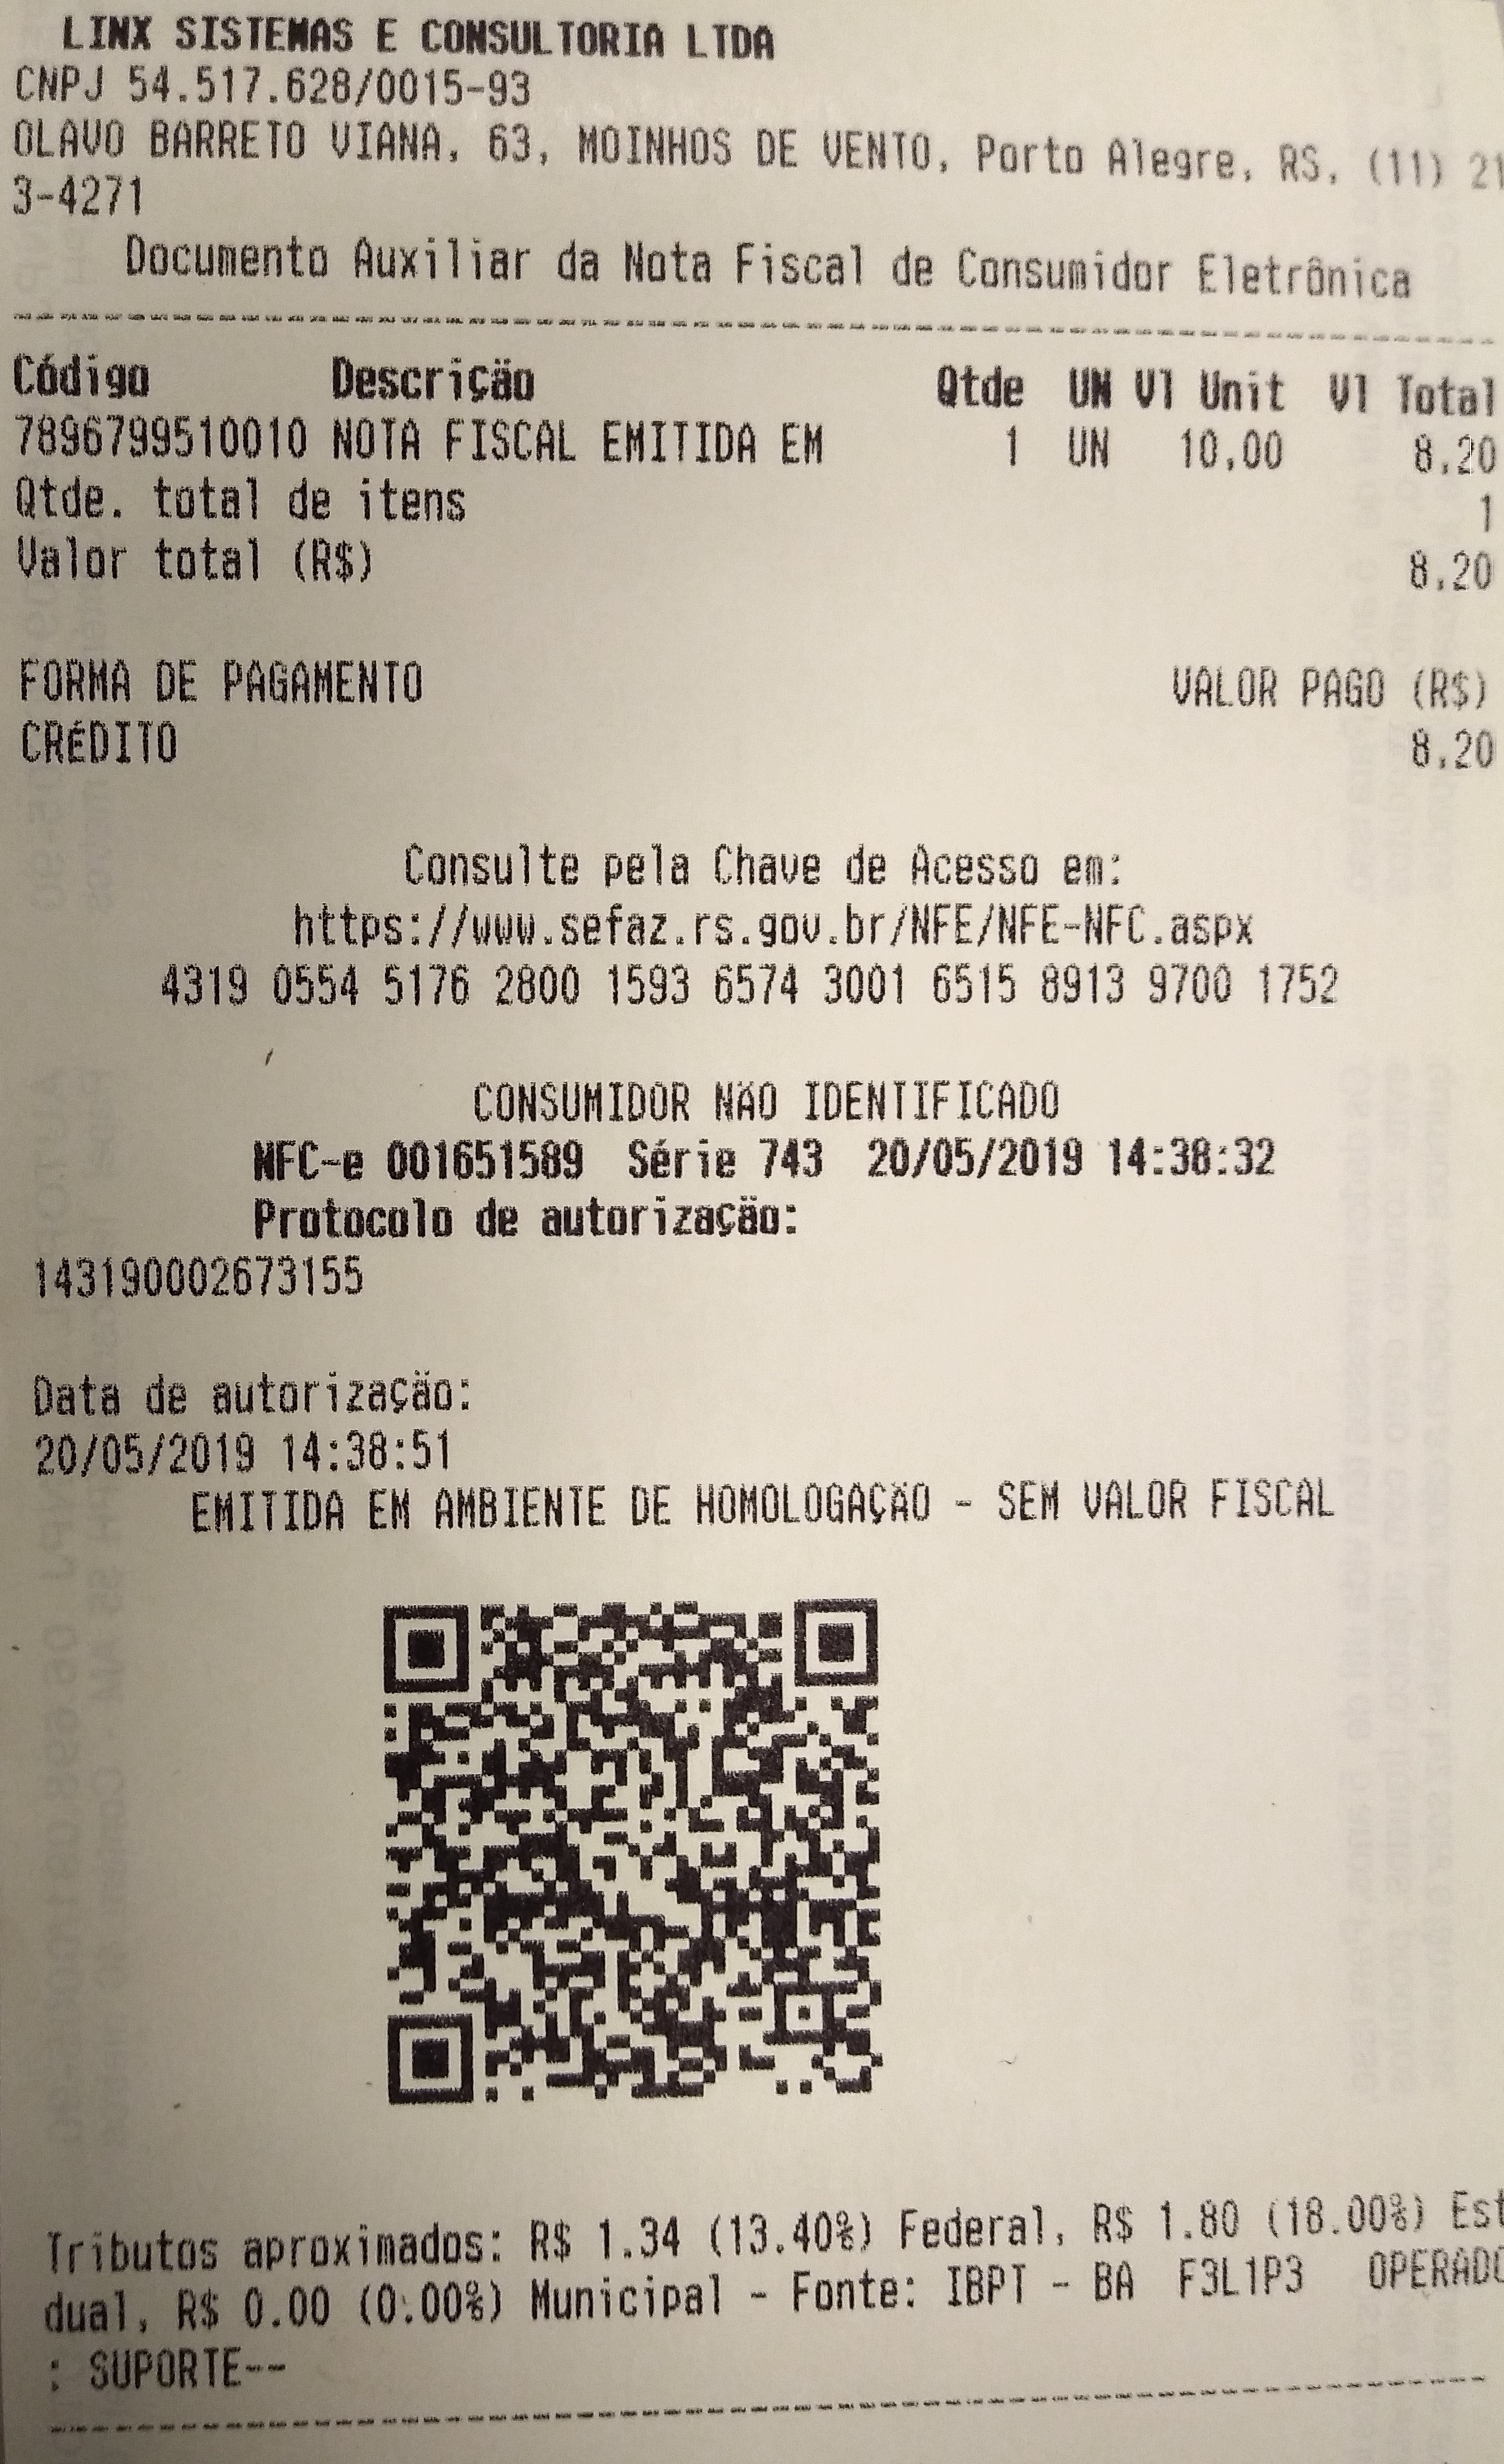 LINX SISTEMAS E CONSULTORIA LTDA
CNPJ 54.517.628/0015-93
OLAVO BARRETO VIANA, 63, MOINHOS DE VENTO, Porto Alegre, RS, (11) 21
3-4271
Documento Auxiliar da Nota Fiscal de Consumidor Eletrônica
Código Descrição Qtde UN Vl Unit Vl Total
7896799510010 NOTA FISCAL EMITIDA EM 1 UN 10,00 8,20
Qtde. total de itens 1
Valor total (R$) 8,20
FORMA DE PAGAMENTO VALOR PAGO (R$)
CRÉDITO 8,20
Consulte pela Chave de Acesso em:
https://www.sefaz.rs.gov.br/NFE/NFE-NFC.aspx
4319 0554 5176 2800 1593 6574 3001 6515 8913 9700 1752
CONSUMIDOR NÃO IDENTIFICADO
NFC-e 001651589 Série 743 20/05/2019 14:38:32
Protocolo de autorização:
143190002673155
Data de autorização:
20/05/2019 14:38:51
EMITIDA EM AMBIENTE DE HOMOLOGAÇÃO - SEM VALOR FISCAL
Tributos aproximados: R$ 1.34 (13.40%) Federal, R$ 1.80 (18.00%) Est
dual, R$ 0.00 (0.00%) Municipal - Fonte: IBPT - BA F3L1P3 OPERADO
: SUPORTE--